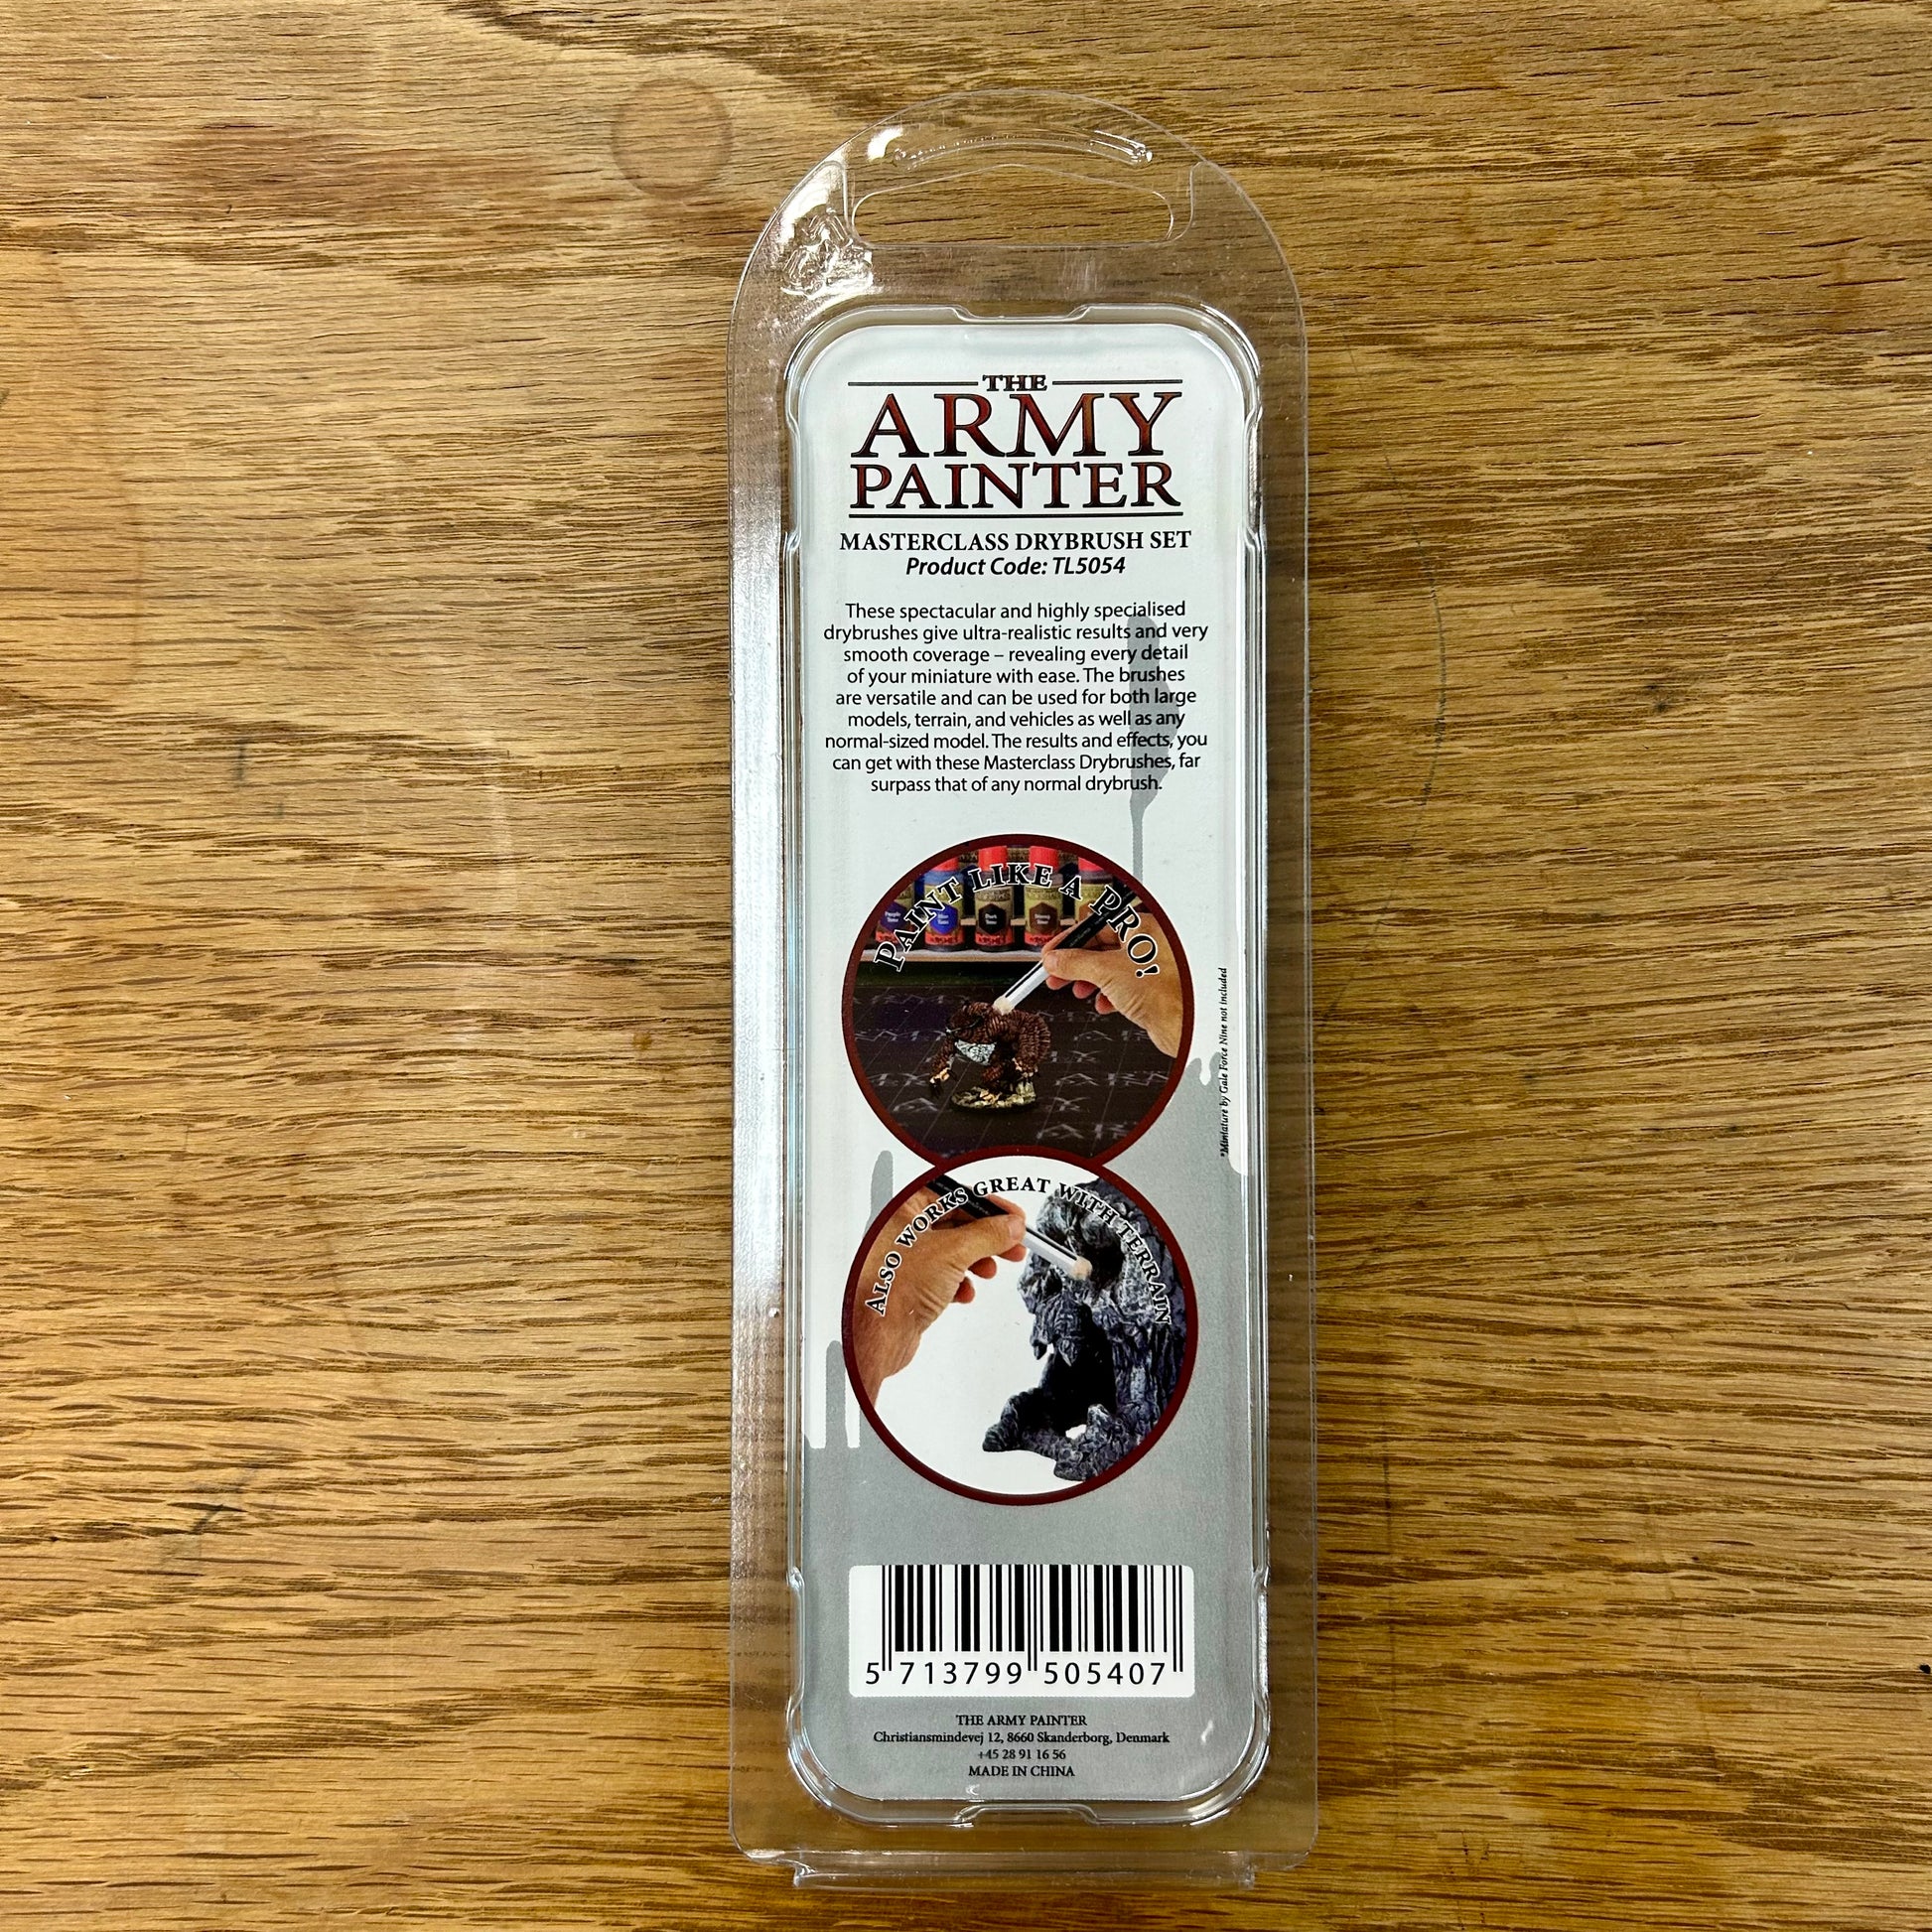 THE
ARMY
PAINTER
MASTERCLASS DRYBRUSH SET
Product Code: TL5054
These spectacular and highly specialised
drybrushes give ultra-realistic results and very
smooth coverage – revealing every detail
of your miniature with ease. The brushes
are versatile and can be used for both large
models, terrain, and vehicles as well as any
normal-sized model. The results and effects, you
can get with these Masterclass Drybrushes, far
surpass that of any normal drybrush.
PAINT LIKE A PRO!
*Miniature by Gale Force Nine not included
ALSO WORKS GREAT WITH TERRAIN
5 713799 505407
THE ARMY PAINTER
Christiansmindevej 12, 8660 Skanderborg, Denmark
+45 28 91 16 56
MADE IN CHINA